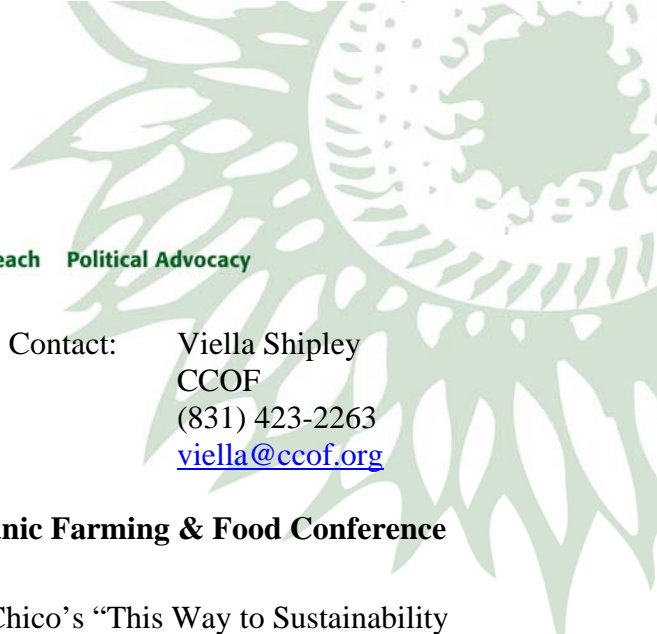 each Political Advocacy
Contact: Viella Shipley
CCOF
(831) 423-2263
viella@ccof.org
nic Farming & Food Conference
Chico's “This Way to Sustainability